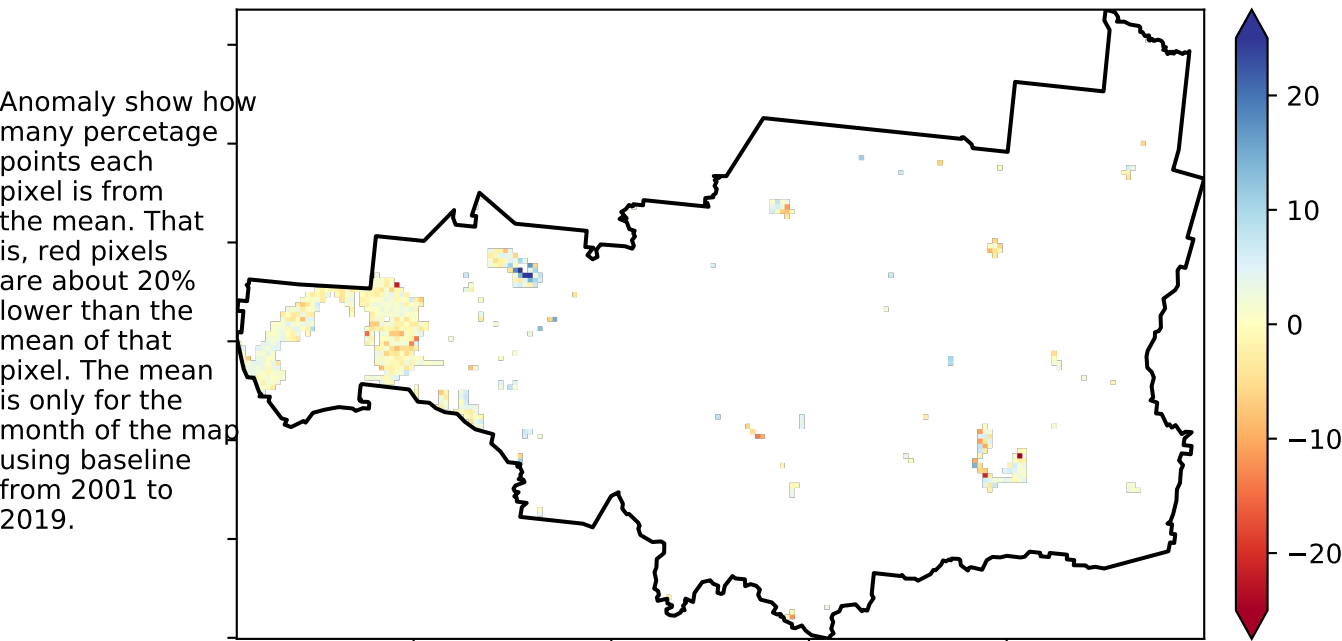 Anomaly show how
many percetage
points each
pixel is from
the mean. That
is, red pixels
are about 20%
lower than the
mean of that
pixel. The mean
is only for the
month of the map
using baseline
from 2001 to
2019.
20
10
0
−10
−20